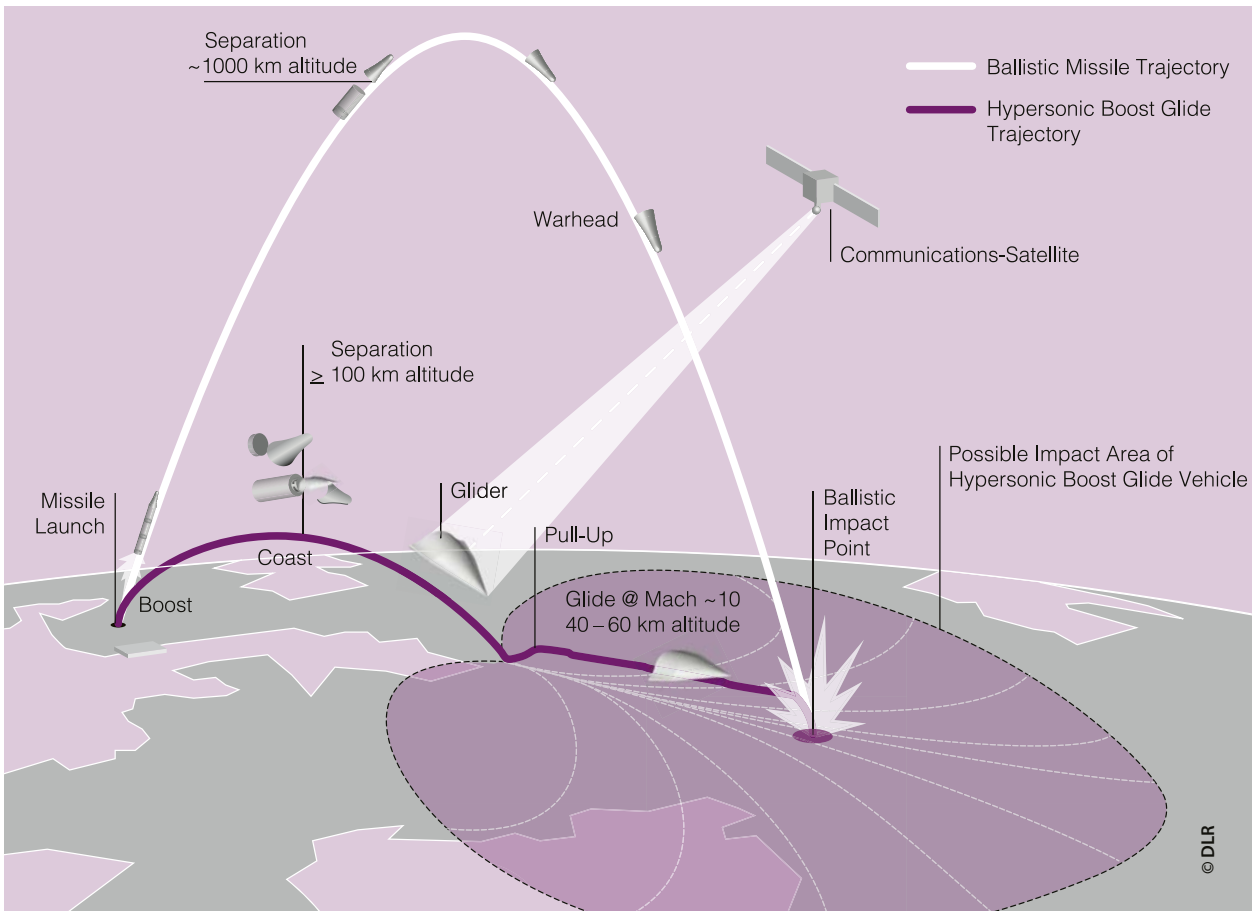 Separation
~1000 km altitude
Ballistic Missile Trajectory
Hypersonic Boost Glide
Trajectory
Warhead
Communications-Satellite
Separation
≥ 100 km altitude
Possible Impact Area of
Hypersonic Boost Glide Vehicle
Missile
Launch
Glider
Ballistic
Impact
Point
Pull-Up
Coast
Boost
Glide @ Mach ~10
40–60 km altitude
© DLR